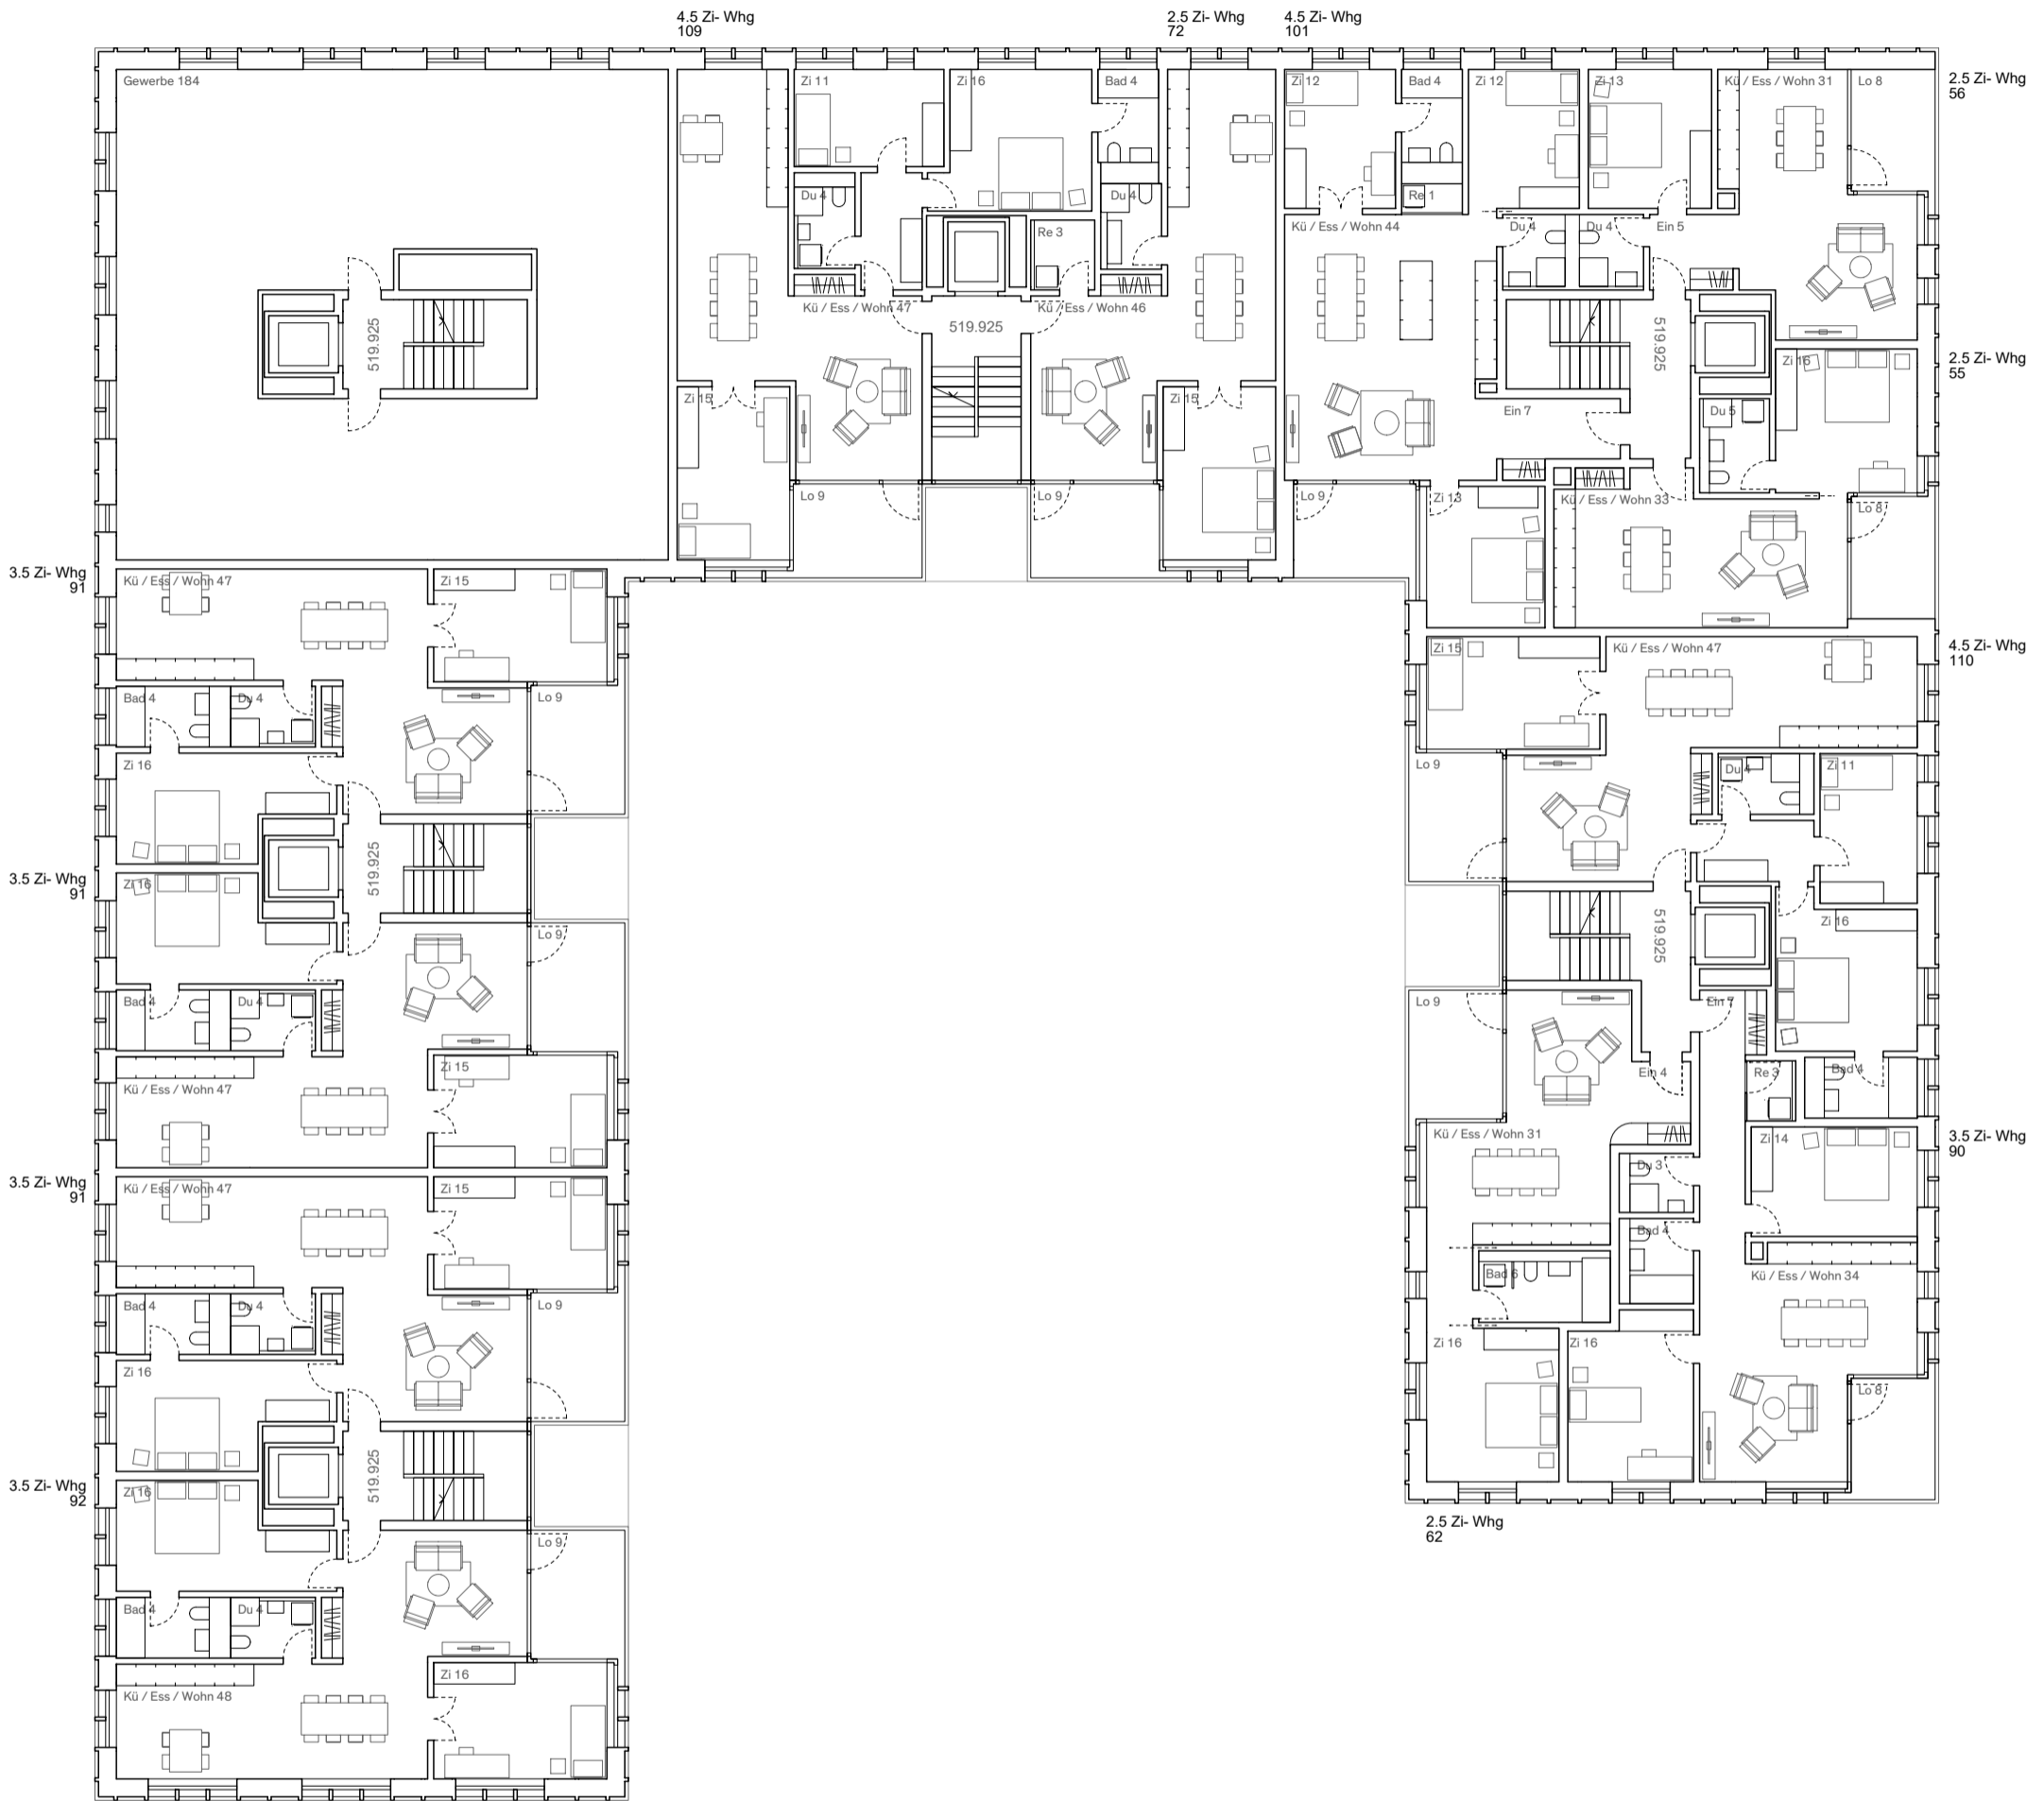 4.5 Zi- Whg
109
2.5 Zi- Whg
72
4.5 Zi- Whg
101
Gewerbe 184
Zi 11
Zi 16
Bad 4
Zi 12
Bad 4
Zi 12
Zi 13
Kü / Ess / Wohn 31
Lo 8
2.5 Zi- Whg
56
Du 4
Du 4
Re 1
Re 3
Kü / Ess / Wohn 44
Du 4
Du 4
Ein 5
Kü / Ess / Wohn 47
Kü / Ess / Wohn 46
519.925
519.925
519.925
Zi 16
2.5 Zi- Whg
55
Zi 15
Zi 15
Ein 7
Du 5
Lo 9
Lo 9
Lo 9
Zi 13
Kü / Ess / Wohn 33
Lo 8
3.5 Zi- Whg
91
Kü / Ess / Wohn 47
Zi 15
Zi 15
Kü / Ess / Wohn 47
4.5 Zi- Whg
110
Bad 4
Du 4
Lo 9
Zi 16
Lo 9
Du 4
Zi 11
519.925
3.5 Zi- Whg
91
Zi 16
Lo 9
519.925
Zi 16
Bad 4
Du 4
Lo 9
Ein 7
Zi 15
Kü / Ess / Wohn 47
Ein 4
Re 3
Bad 4
Kü / Ess / Wohn 31
Zi 14
3.5 Zi- Whg
90
3.5 Zi- Whg
91
Kü / Ess / Wohn 47
Zi 15
Du 3
Bad 4
Bad 4
Du 4
Lo 9
Bad 6
Kü / Ess / Wohn 34
Zi 16
Zi 16
Zi 16
Lo 8
519.925
3.5 Zi- Whg
92
Zi 16
Lo 9
2.5 Zi- Whg
62
Bad 4
Du 4
Zi 16
Kü / Ess / Wohn 48